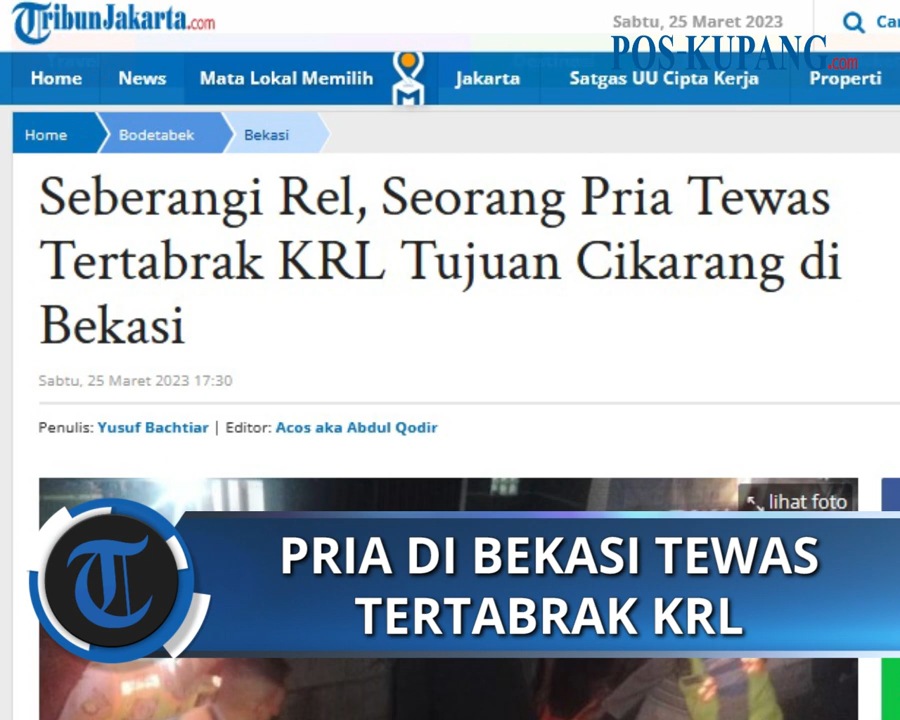 TribunJakarta.com
Sabtu, 25 Maret 2023
POS-KUPANG.com
Home News Mata Lokal Memilih Jakarta Satgas UU Cipta Kerja Properti
Home Bodetabek Bekasi
Seberangi Rel, Seorang Pria Tewas
Tertabrak KRL Tujuan Cikarang di
Bekasi
Sabtu, 25 Maret 2023 17:30
Penulis: Yusuf Bachtiar | Editor: Acos aka Abdul Qodir
lihat foto
PRIA DI BEKASI TEWAS
TERTABRAK KRL